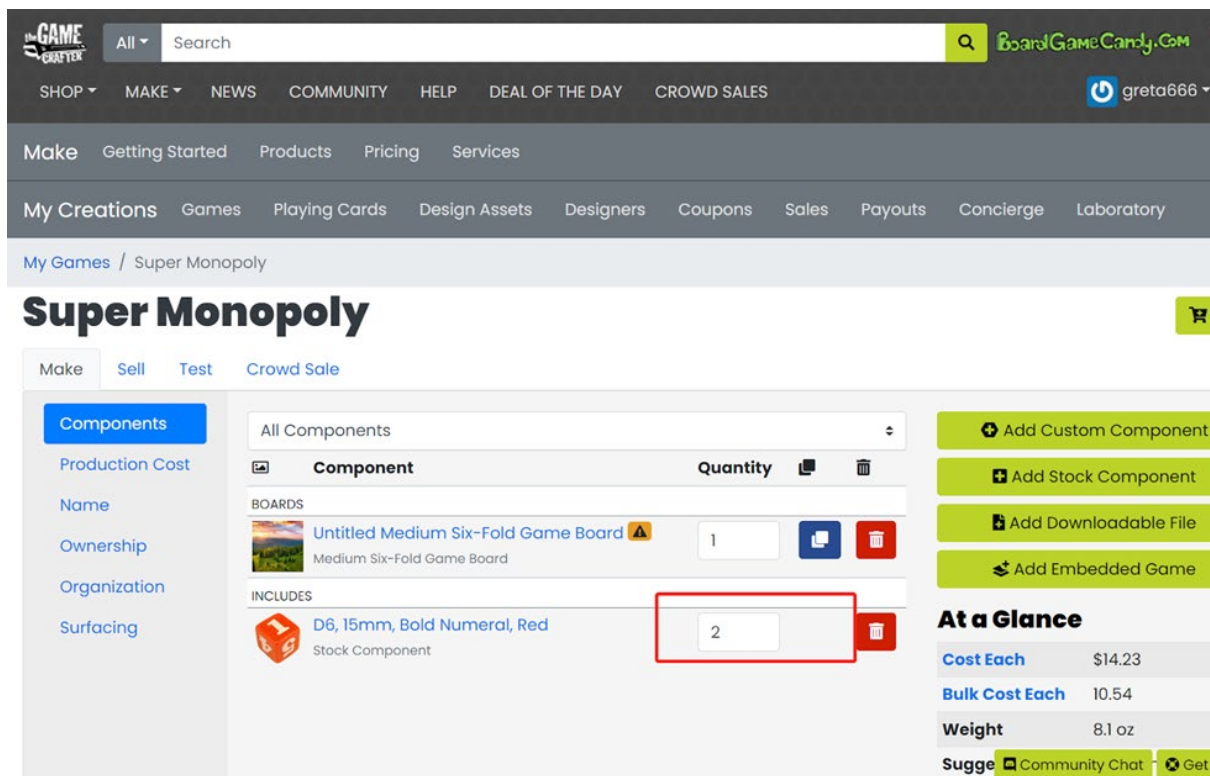 the GAME CRAFTER
All
Search
BoardGameCandy.Com
SHOP MAKE NEWS COMMUNITY HELP DEAL OF THE DAY CROWD SALES
greta666
Make Getting Started Products Pricing Services
My Creations Games Playing Cards Design Assets Designers Coupons Sales Payouts Concierge Laboratory
My Games / Super Monopoly
Super Monopoly
Make Sell Test Crowd Sale
Components
Production Cost
Name
Ownership
Organization
Surfacing
All Components
Component Quantity
BOARDS
Untitled Medium Six-Fold Game Board
1
Medium Six-Fold Game Board
INCLUDES
D6, 15mm, Bold Numeral, Red
2
Stock Component
Add Custom Component
Add Stock Component
Add Downloadable File
Add Embedded Game
At a Glance
Cost Each $14.23
Bulk Cost Each 10.54
Weight 8.1 oz
Sugge
Community Chat
Get